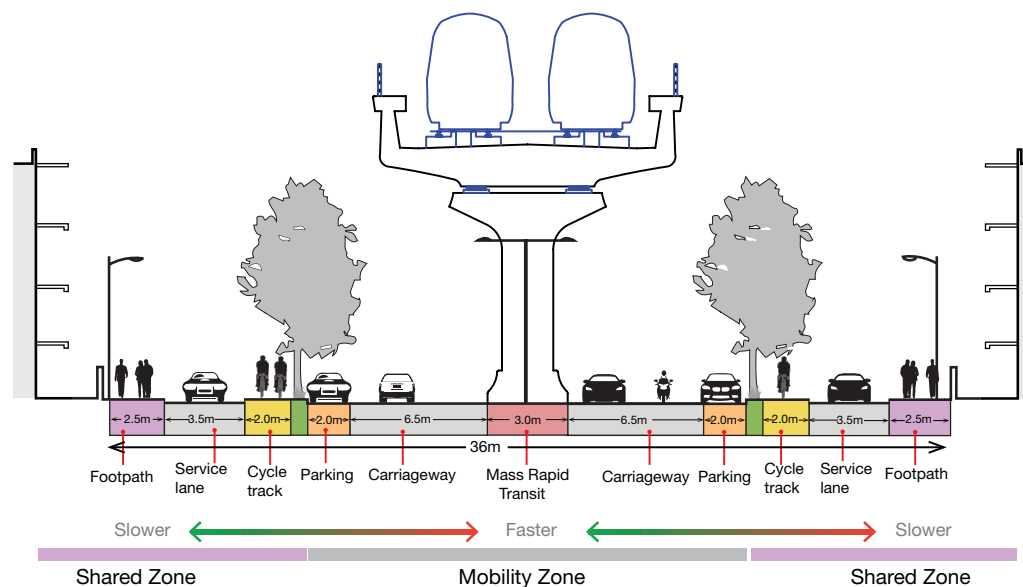 2.5m 3.5m 2.0m 2.0m 6.5m 3.0m 6.5m 2.0m 2.0m 3.5m 2.5m
36m
Footpath
Service
lane
Cycle
track
Parking
Carriageway
Mass Rapid
Transit
Carriageway
Parking
Cycle
track
Service
lane
Footpath
Slower Faster Slower
Shared Zone Mobility Zone Shared Zone